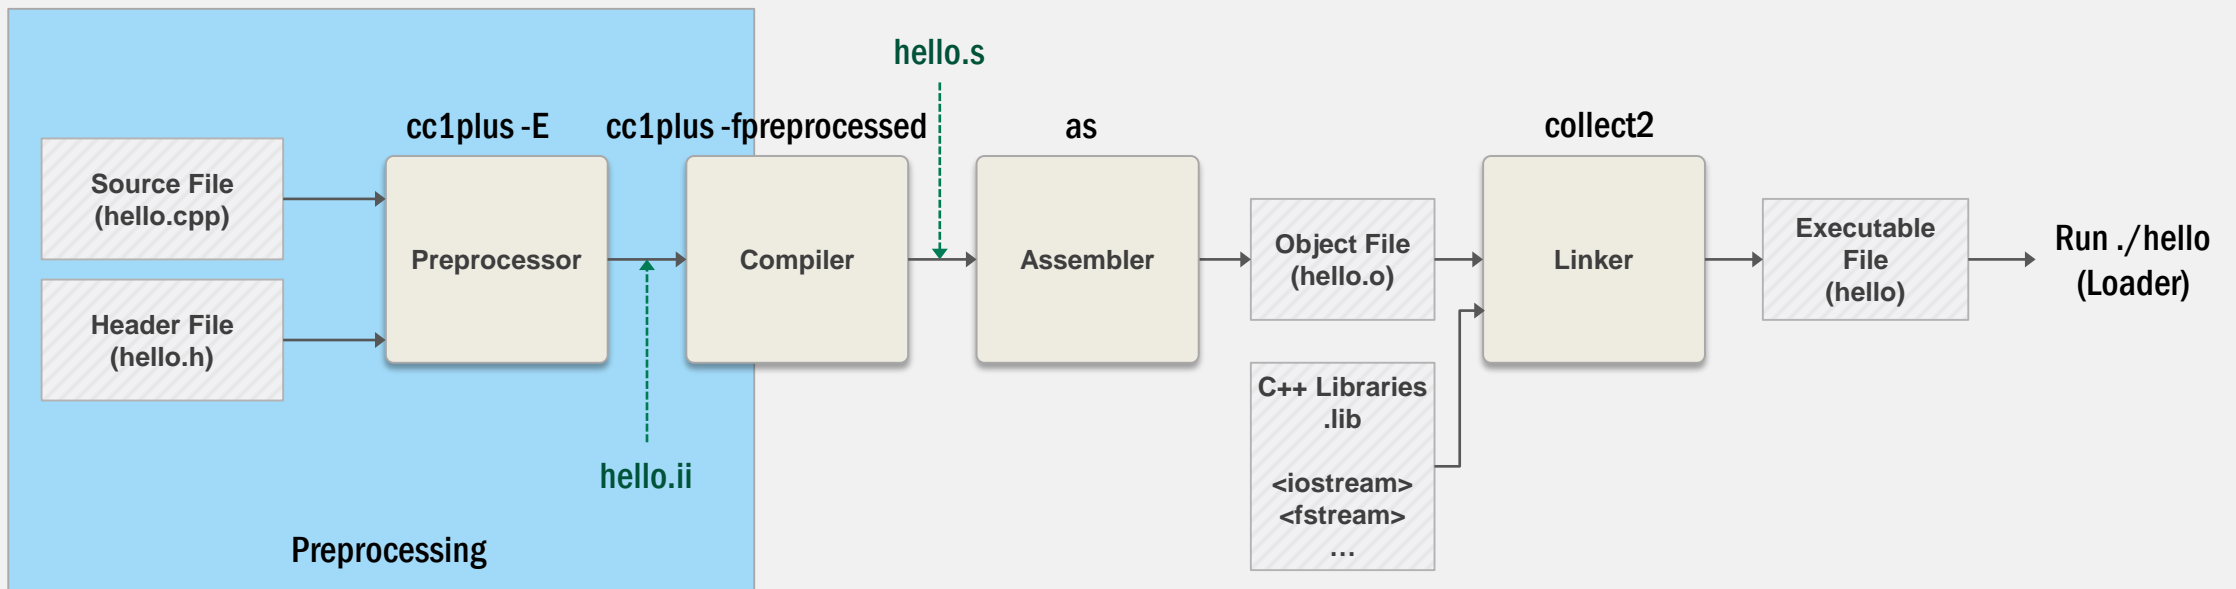 hello.s
cc1plus -E
cc1plus -fpreprocessed
as
collect2
Source File
(hello.cpp)
Header File
(hello.h)
Preprocessor
Compiler
Assembler
Object File
(hello.o)
Linker
Executable
File
(hello)
Run ./hello
(Loader)
C++ Libraries
.lib
<iostream>
<fstream>
...
hello.ii
Preprocessing